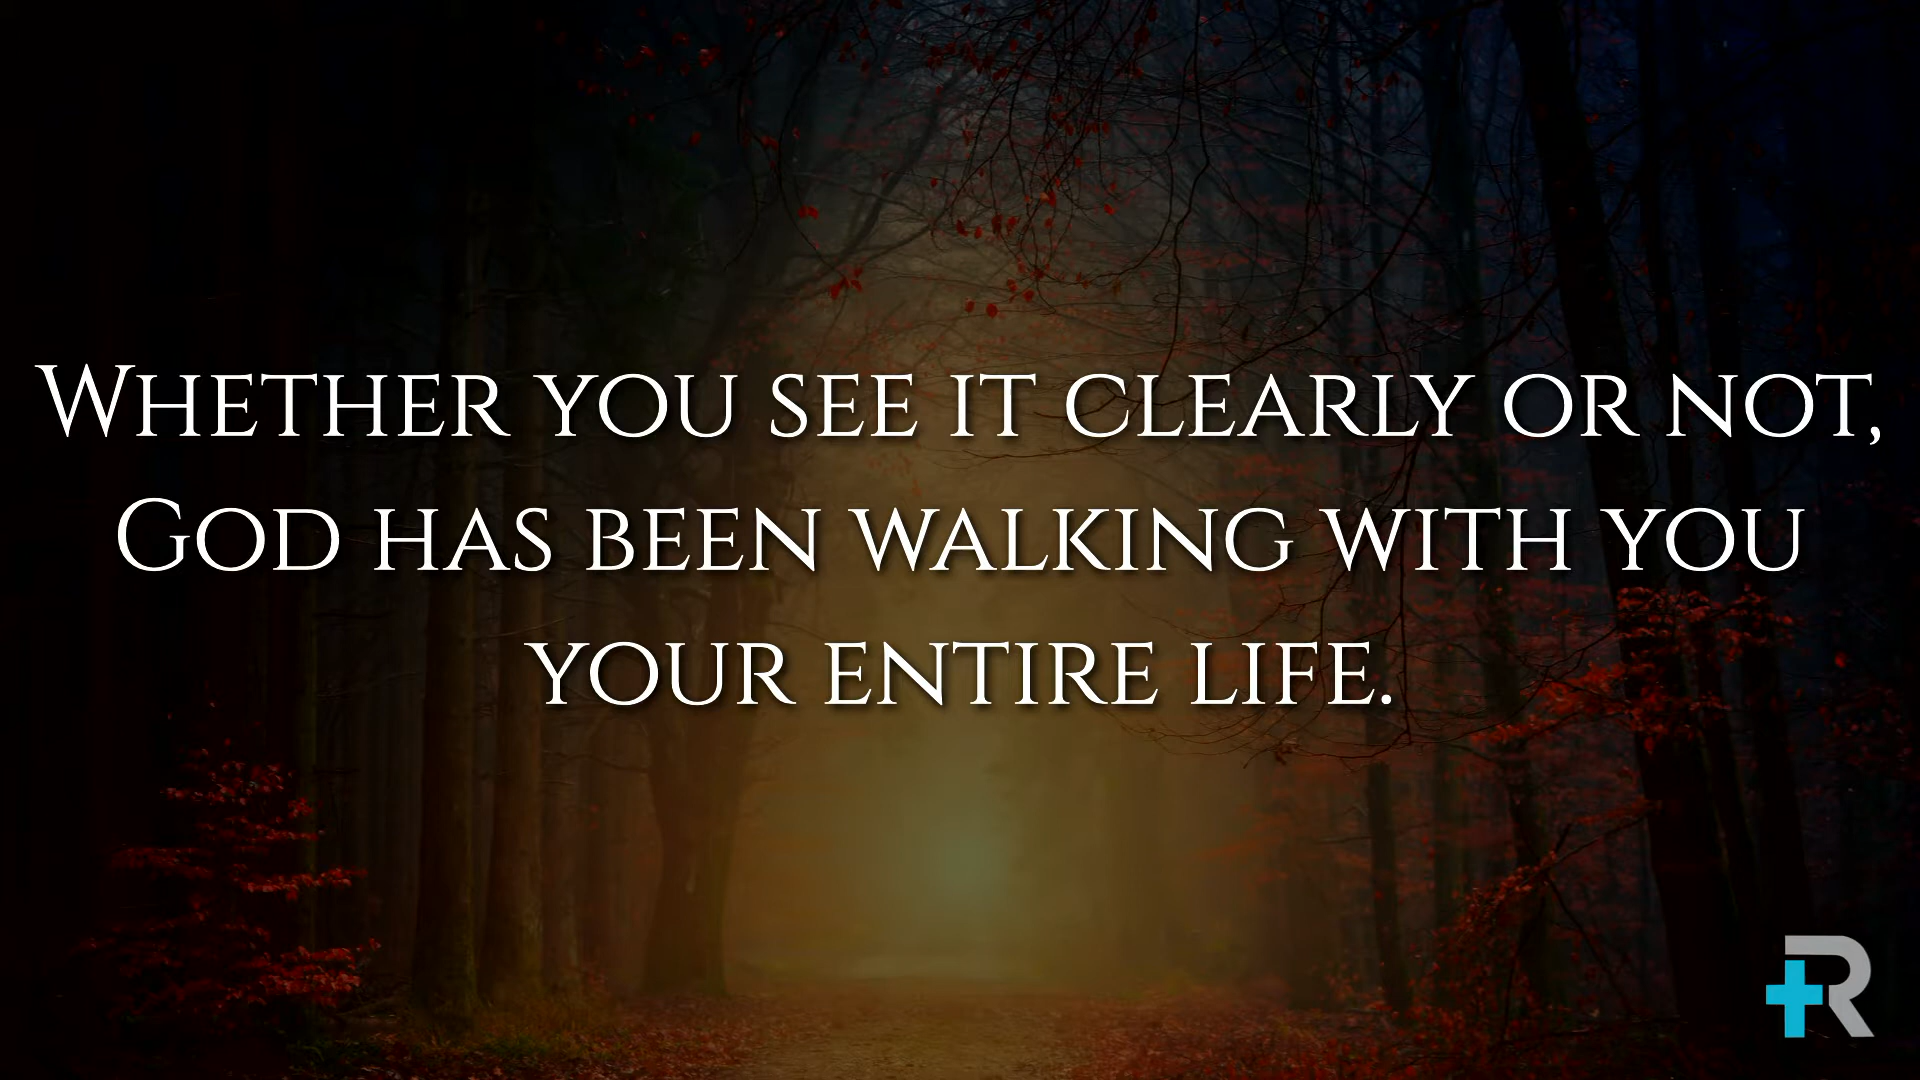 Whether you see it clearly or not,
God has been walking with you
your entire life.
R